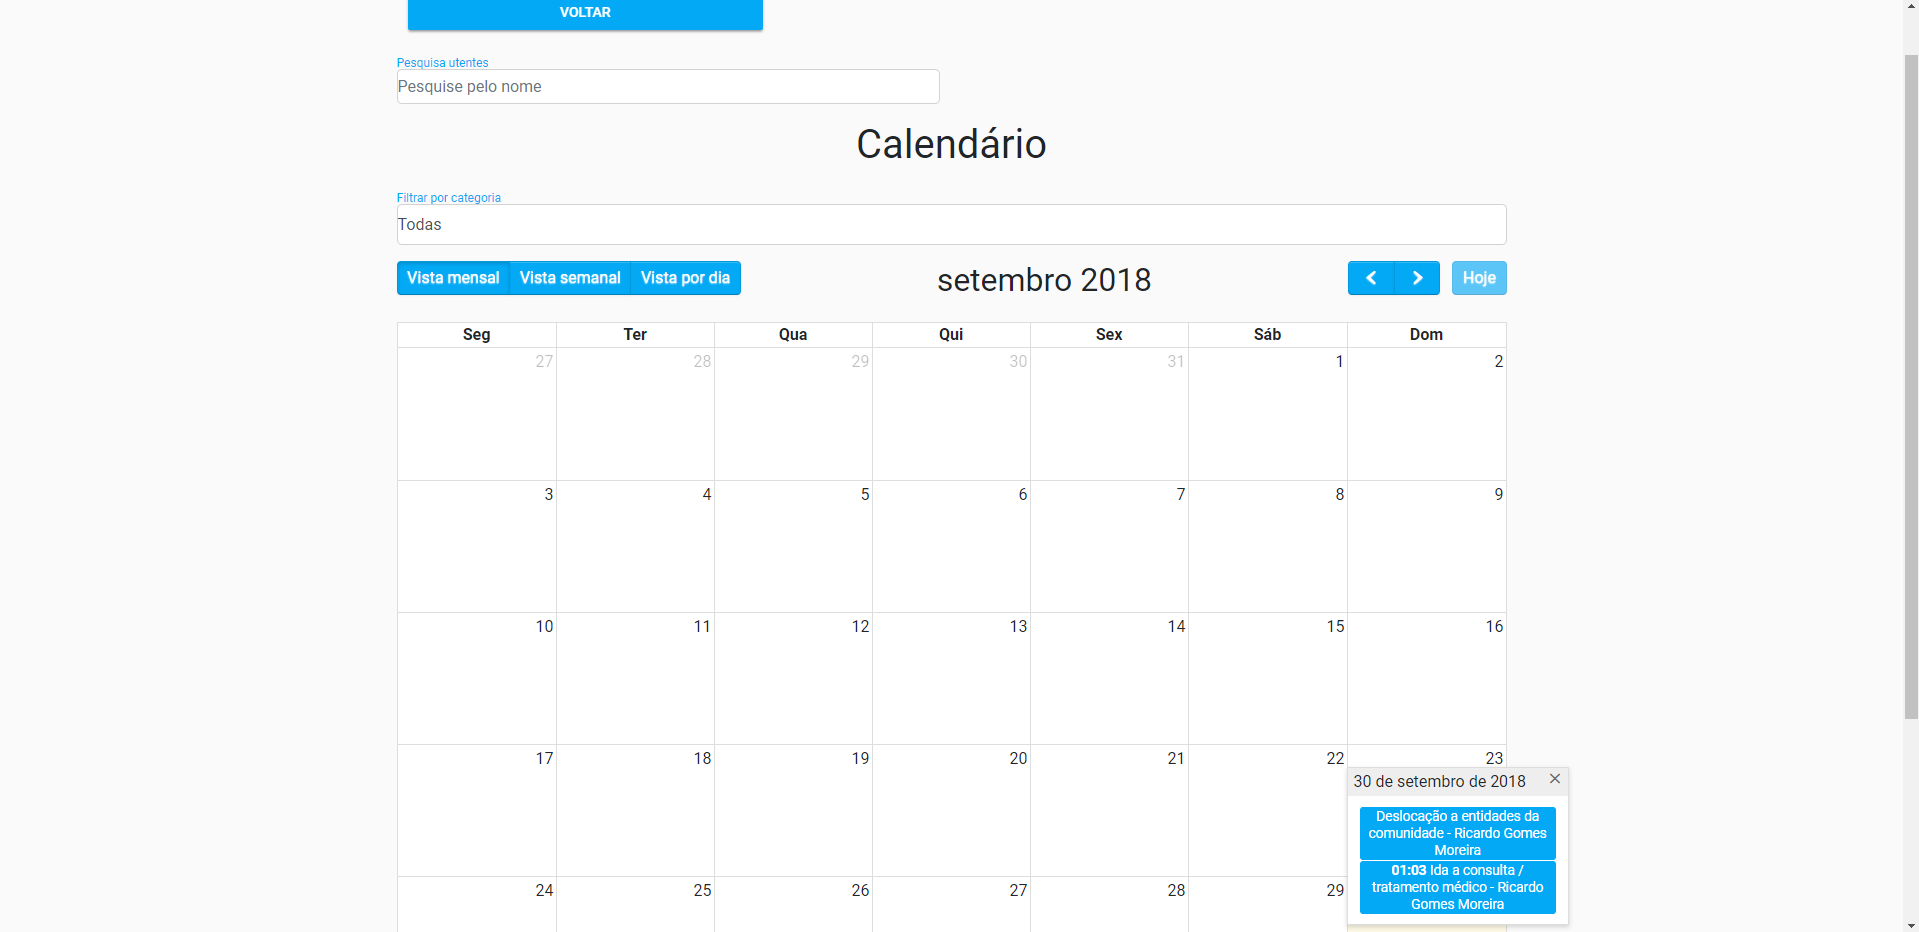 VOLTAR
Pesquisa utentes
Pesquise pelo nome
Calendário
Filtrar por categoria
Todas
Vista mensal Vista semanal Vista por dia setembro 2018 Hoje
Seg Ter Qua Qui Sex Sáb Dom
27 28 29 30 31 1 2
3 4 5 6 7 8 9
10 11 12 13 14 15 16
17 18 19 20 21 22 23
30 de setembro de 2018
Deslocação a entidades da
comunidade - Ricardo Gomes
Moreira
01:03 Ida a consulta /
tratamento médico - Ricardo
Gomes Moreira
24 25 26 27 28 29